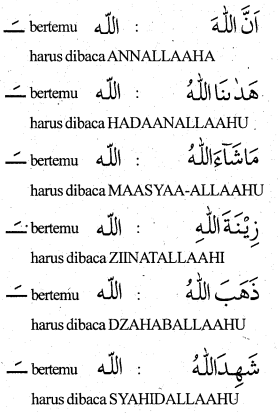 ـَـ bertemu اللّٰه : اَنَّ اللّٰهَ
harus dibaca ANNALLAAHA
ـَـ bertemu اللّٰه : هَدٰىنَا اللّٰهُ
harus dibaca HADAANALLAAHU
ـَـ bertemu اللّٰه : مَاشَآءَ اللّٰهُ
harus dibaca MAASYAA-ALLAAHU
ـَـ bertemu اللّٰه : زِيْنَةَ اللّٰهِ
harus dibaca ZIINATALLAAHI
ـَـ bertemu اللّٰه : ذَهَبَ اللّٰهُ
harus dibaca DZAHABALLAAHU
ـَـ bertemu اللّٰه : شَهِدَ اللّٰهُ
harus dibaca SYAHIDALLAAHU